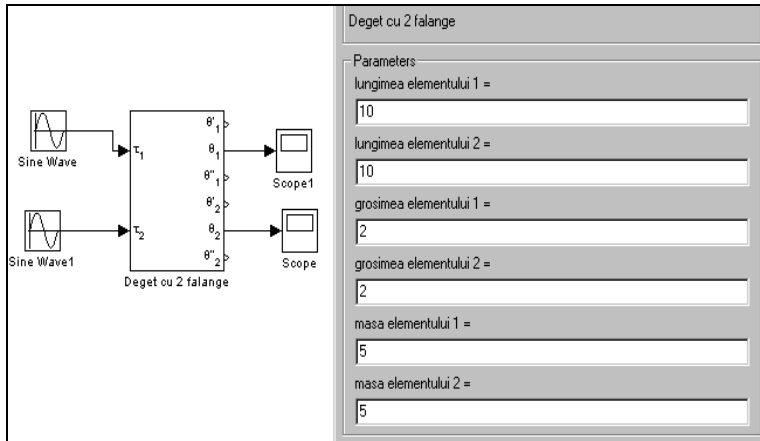 θ'1
τ1
θ1
Sine Wave
θ''1
Scope1
θ'2
τ2
θ2
Sine Wave1
θ''2
Scope
Deget cu 2 falange
Deget cu 2 falange
Parameters
lungimea elementului 1 =
10
lungimea elementului 2 =
10
grosimea elementului 1 =
2
grosimea elementului 2 =
2
masa elementului 1 =
5
masa elementului 2 =
5